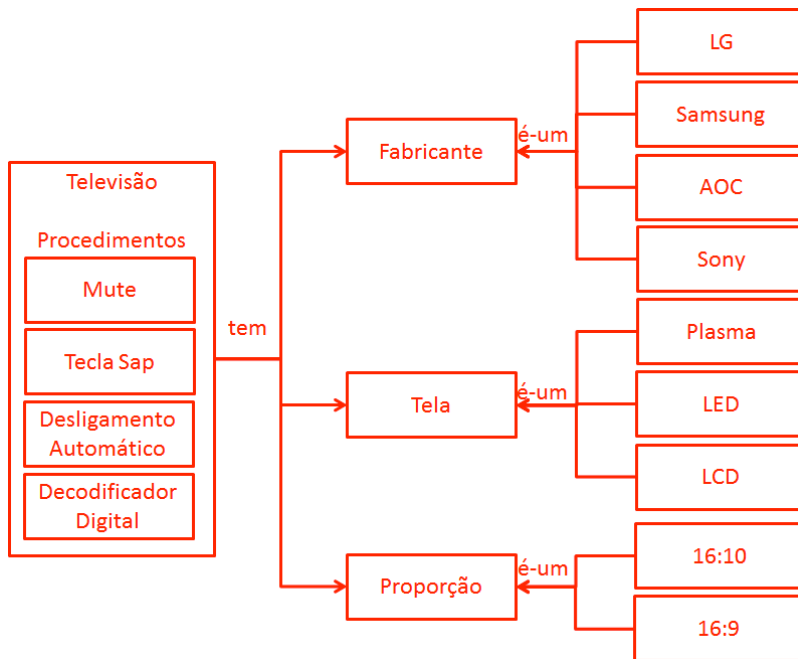 Televisão
Procedimentos
Mute
Tecla Sap
Desligamento
Automático
Decodificador
Digital
tem
Fabricante
é-um
LG
Samsung
AOC
Sony
Tela
é-um
Plasma
LED
LCD
Proporção
é-um
16:10
16:9